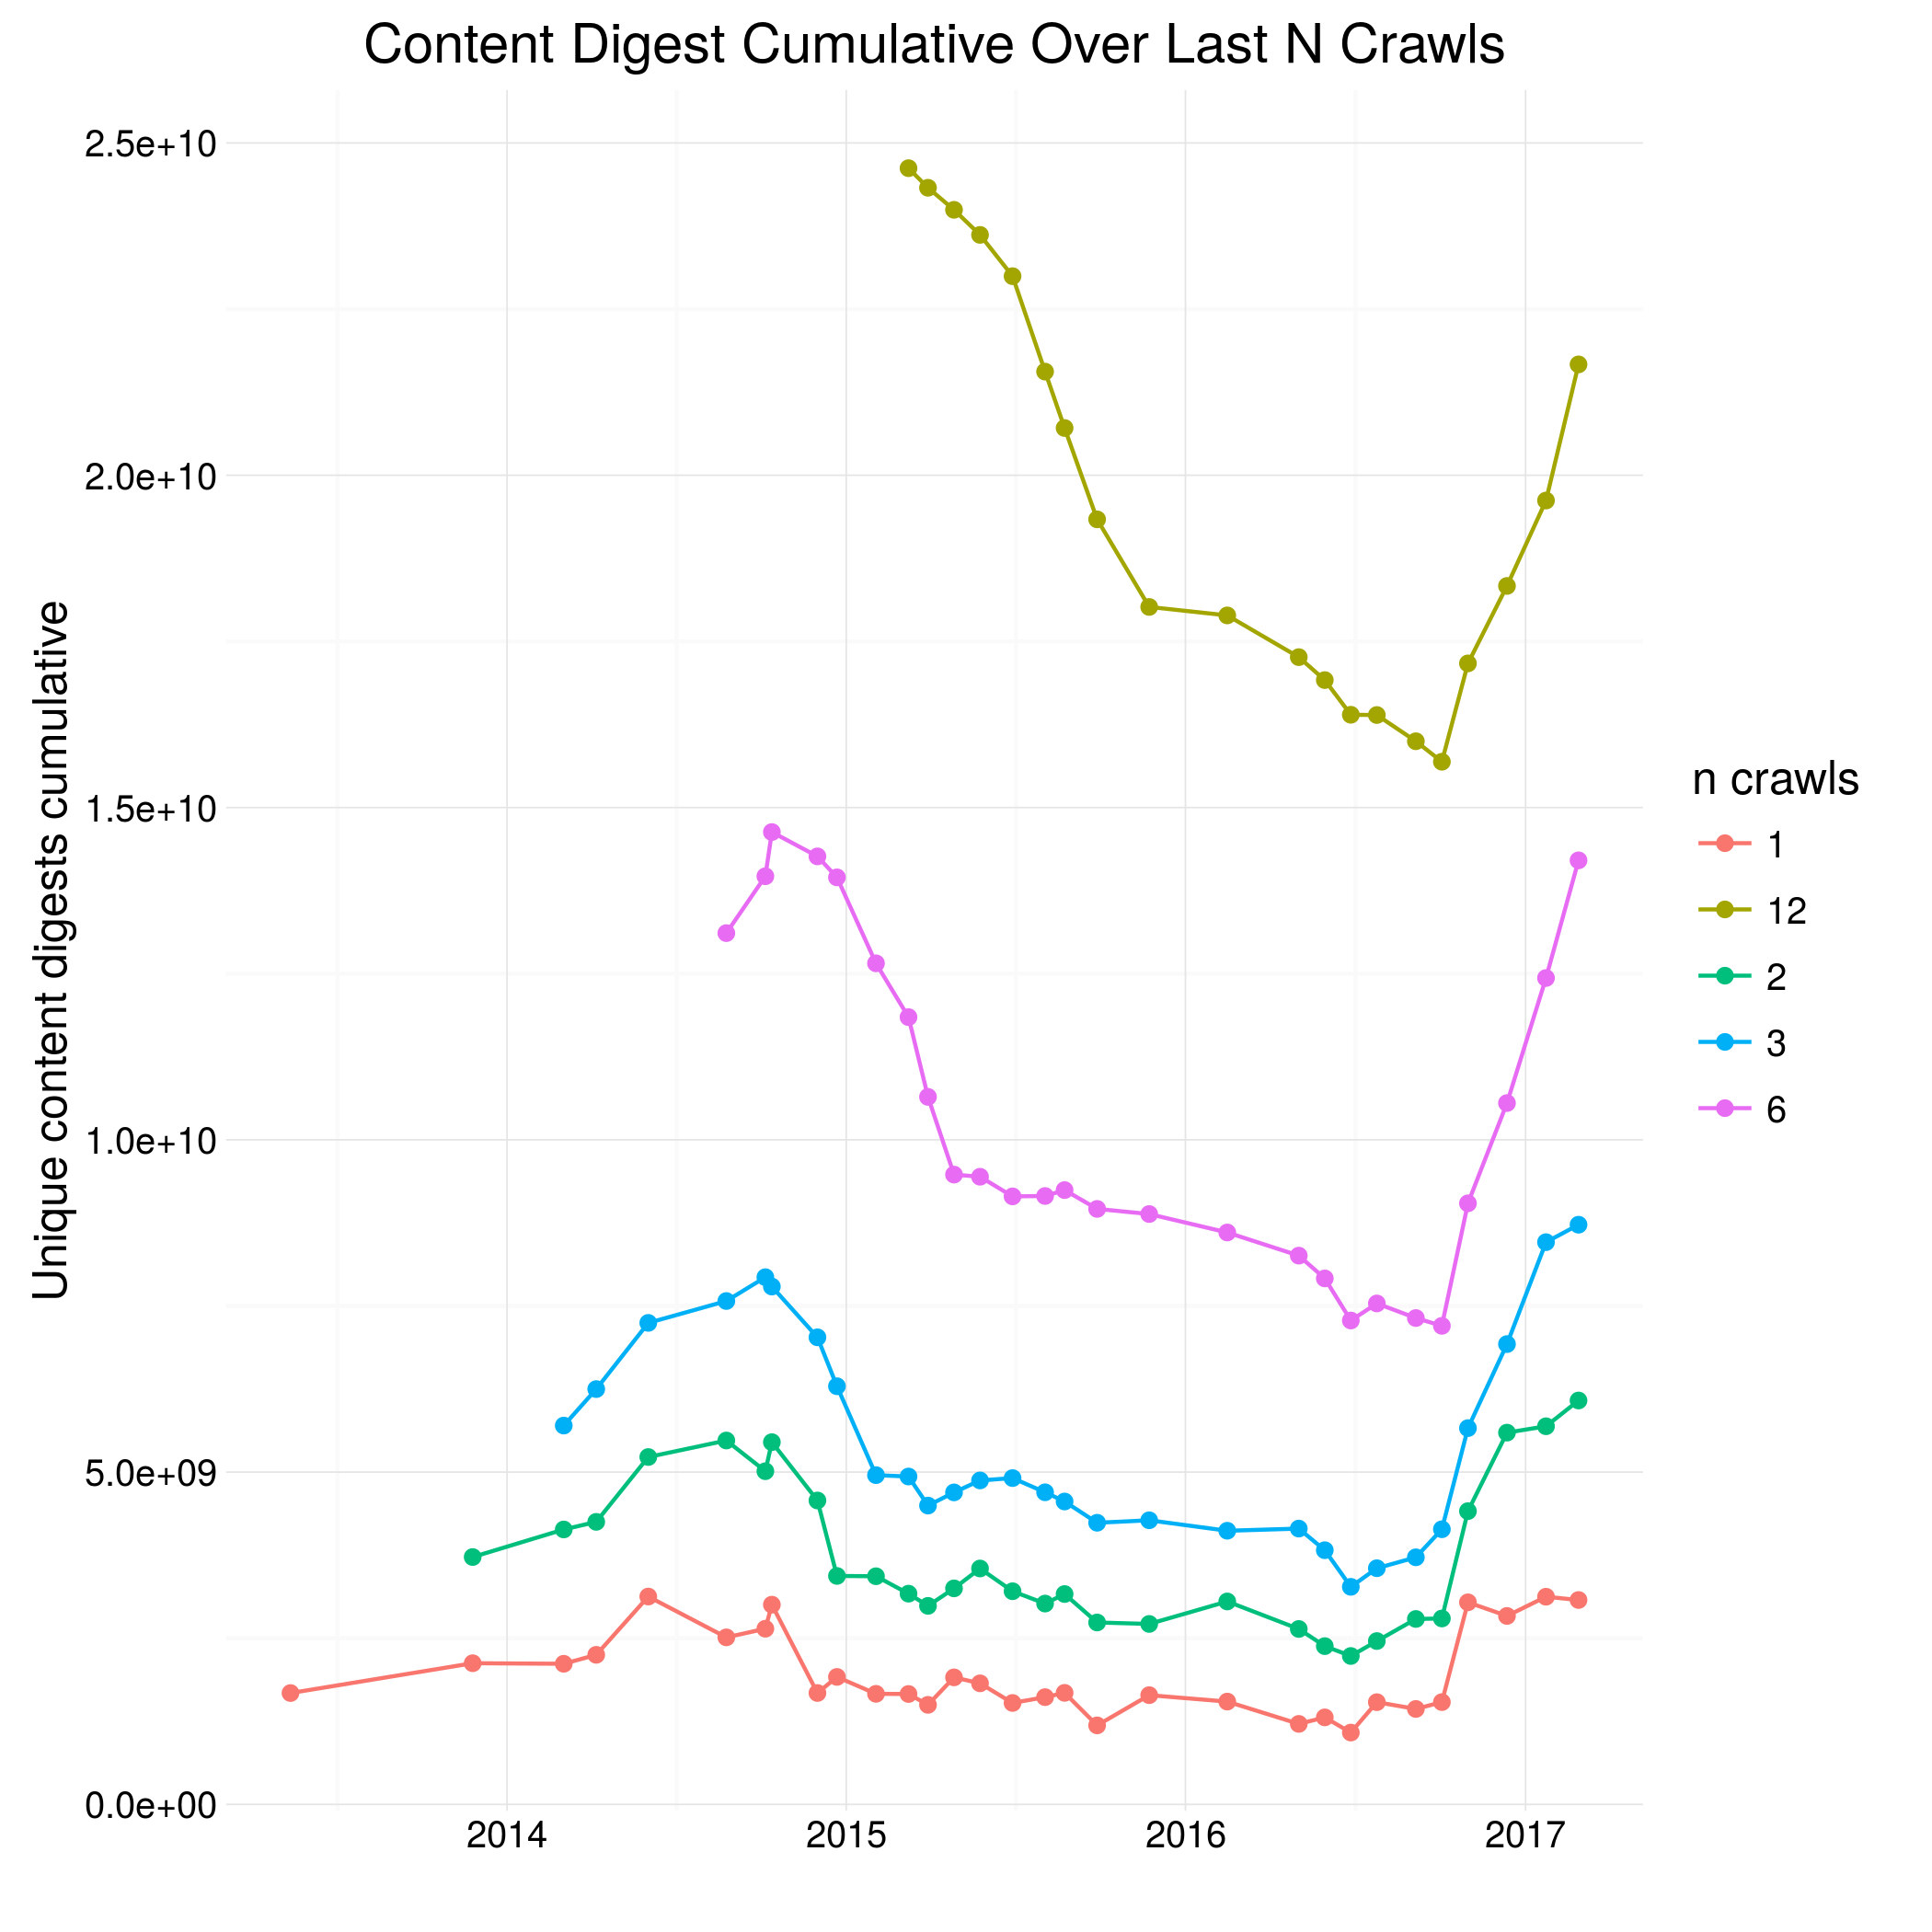 Content Digest Cumulative Over Last N Crawls
Unique content digests cumulative
2.5e+10
2.0e+10
1.5e+10
1.0e+10
5.0e+09
0.0e+00
2014 2015 2016 2017
n crawls
1
12
2
3
6